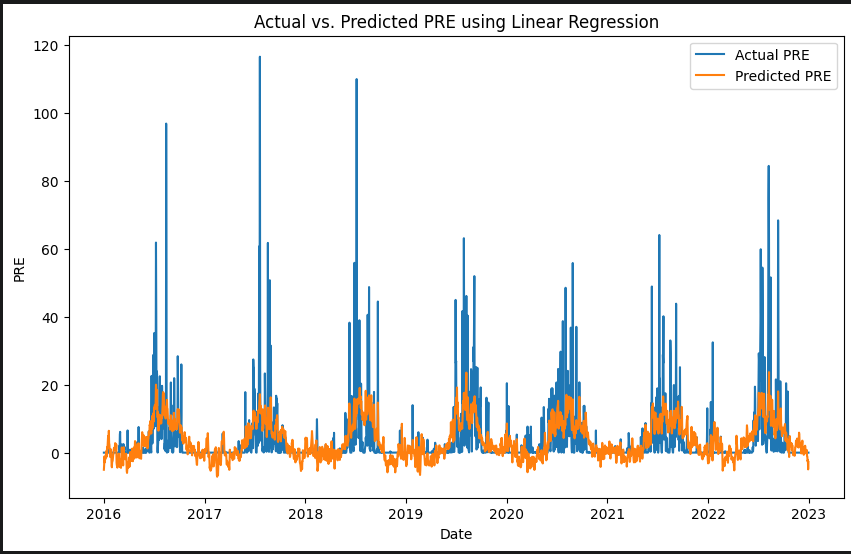 Actual vs. Predicted PRE using Linear Regression
Actual PRE
Predicted PRE
120
100
80
60
40
20
0
PRE
2016 2017 2018 2019 2020 2021 2022 2023
Date